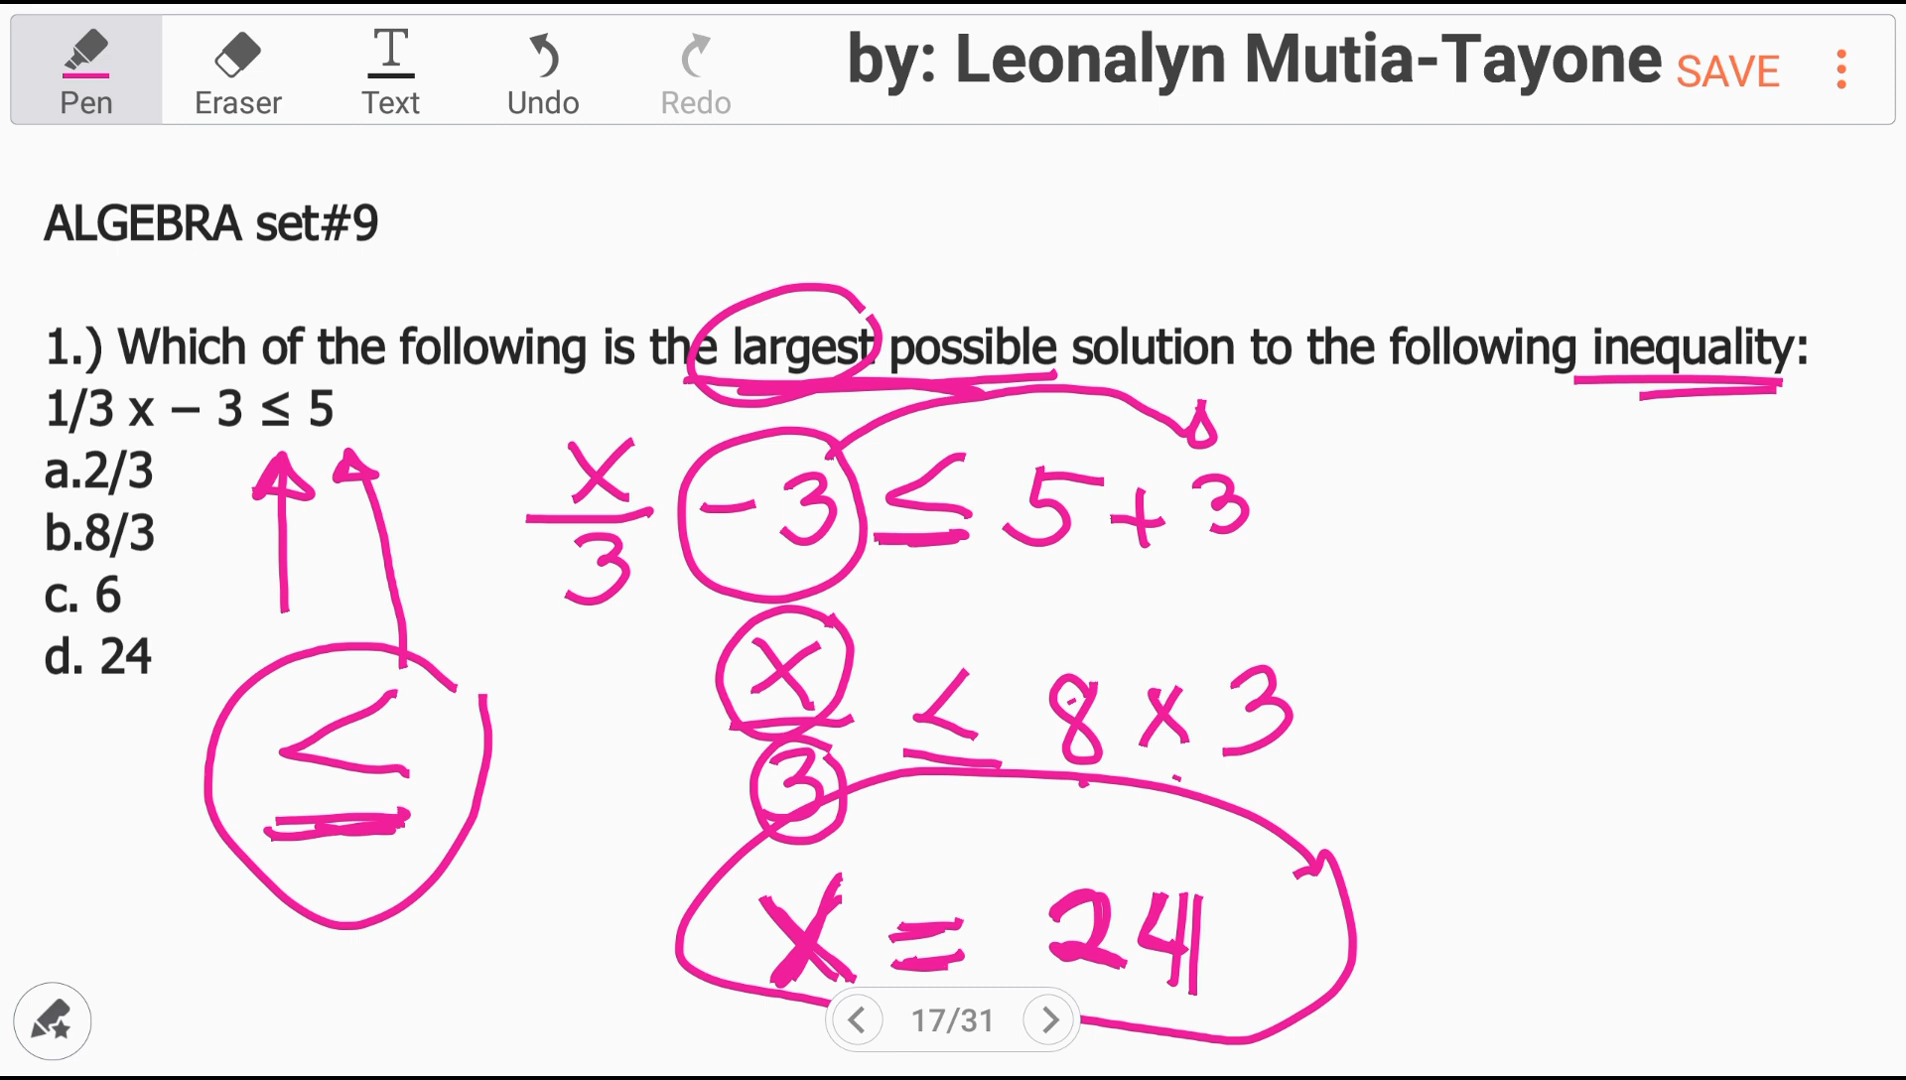 by: Leonalyn Mutia-Tayone
SAVE
Pen
Eraser
Text
Undo
Redo
ALGEBRA set#9
1.) Which of the following is the largest possible solution to the following inequality:
1/3 x – 3 ≤ 5
a.2/3
b.8/3
c. 6
d. 24
x/3 - 3 ≤ 5 + 3
x/3 ≤ 8 x 3
≤
x = 24
17/31